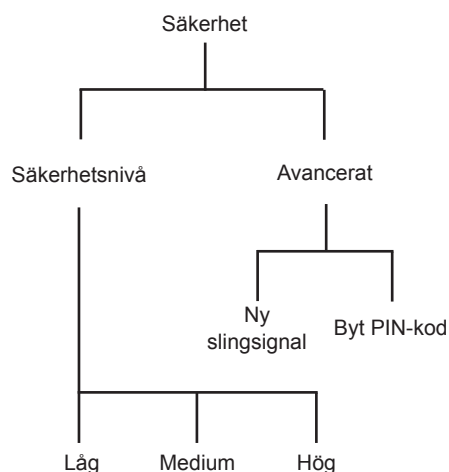 Säkerhet
Säkerhetsnivå
Avancerat
Ny
slingsignal
Byt PIN-kod
Låg
Medium
Hög